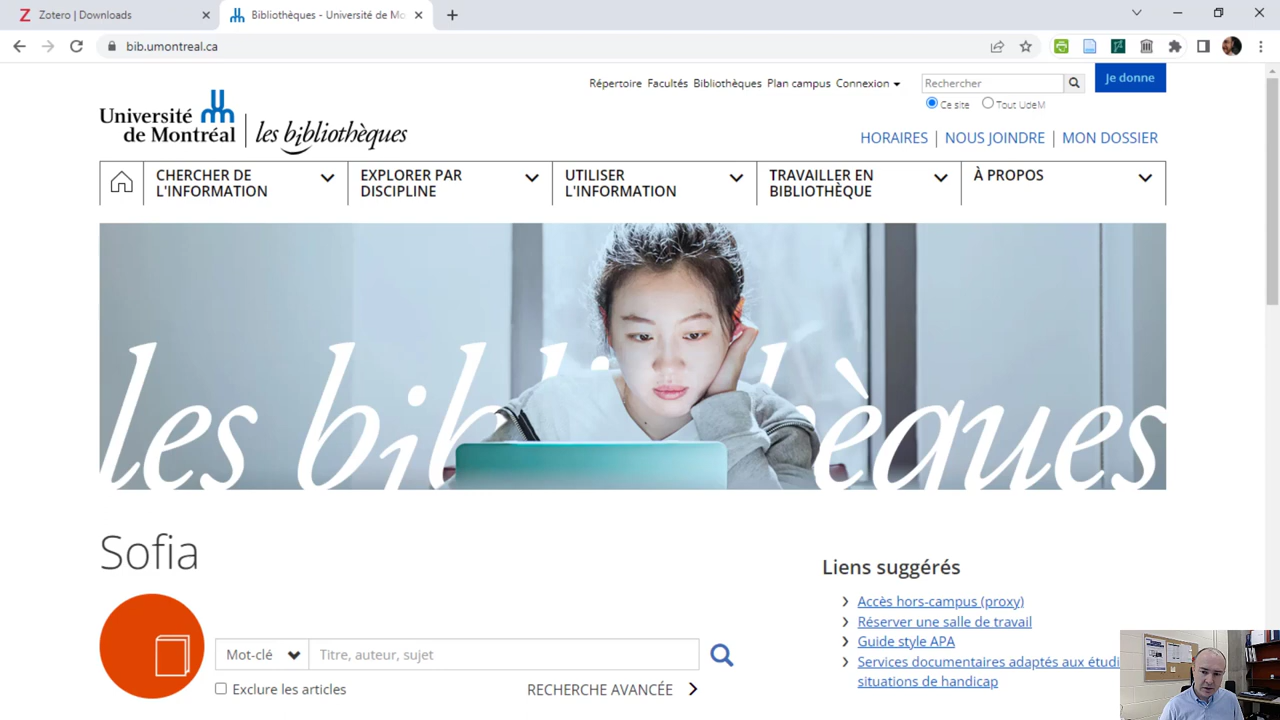 Zotero | Downloads
Bibliothèques - Université de Mo
bib.umontreal.ca
Répertoire Facultés Bibliothèques Plan campus Connexion
Rechercher
Je donne
Ce site Tout UdeM
Université de Montréal
les bibliothèques
HORAIRES | NOUS JOINDRE | MON DOSSIER
CHERCHER DE
L'INFORMATION
EXPLORER PAR
DISCIPLINE
UTILISER
L'INFORMATION
TRAVAILLER EN
BIBLIOTHÈQUE
À PROPOS
les bibliothèques
Sofia
Mot-clé
Titre, auteur, sujet
Exclure les articles
RECHERCHE AVANCÉE
Liens suggérés
Accès hors-campus (proxy)
Réserver une salle de travail
Guide style APA
Services documentaires adaptés aux étudi
situations de handicap